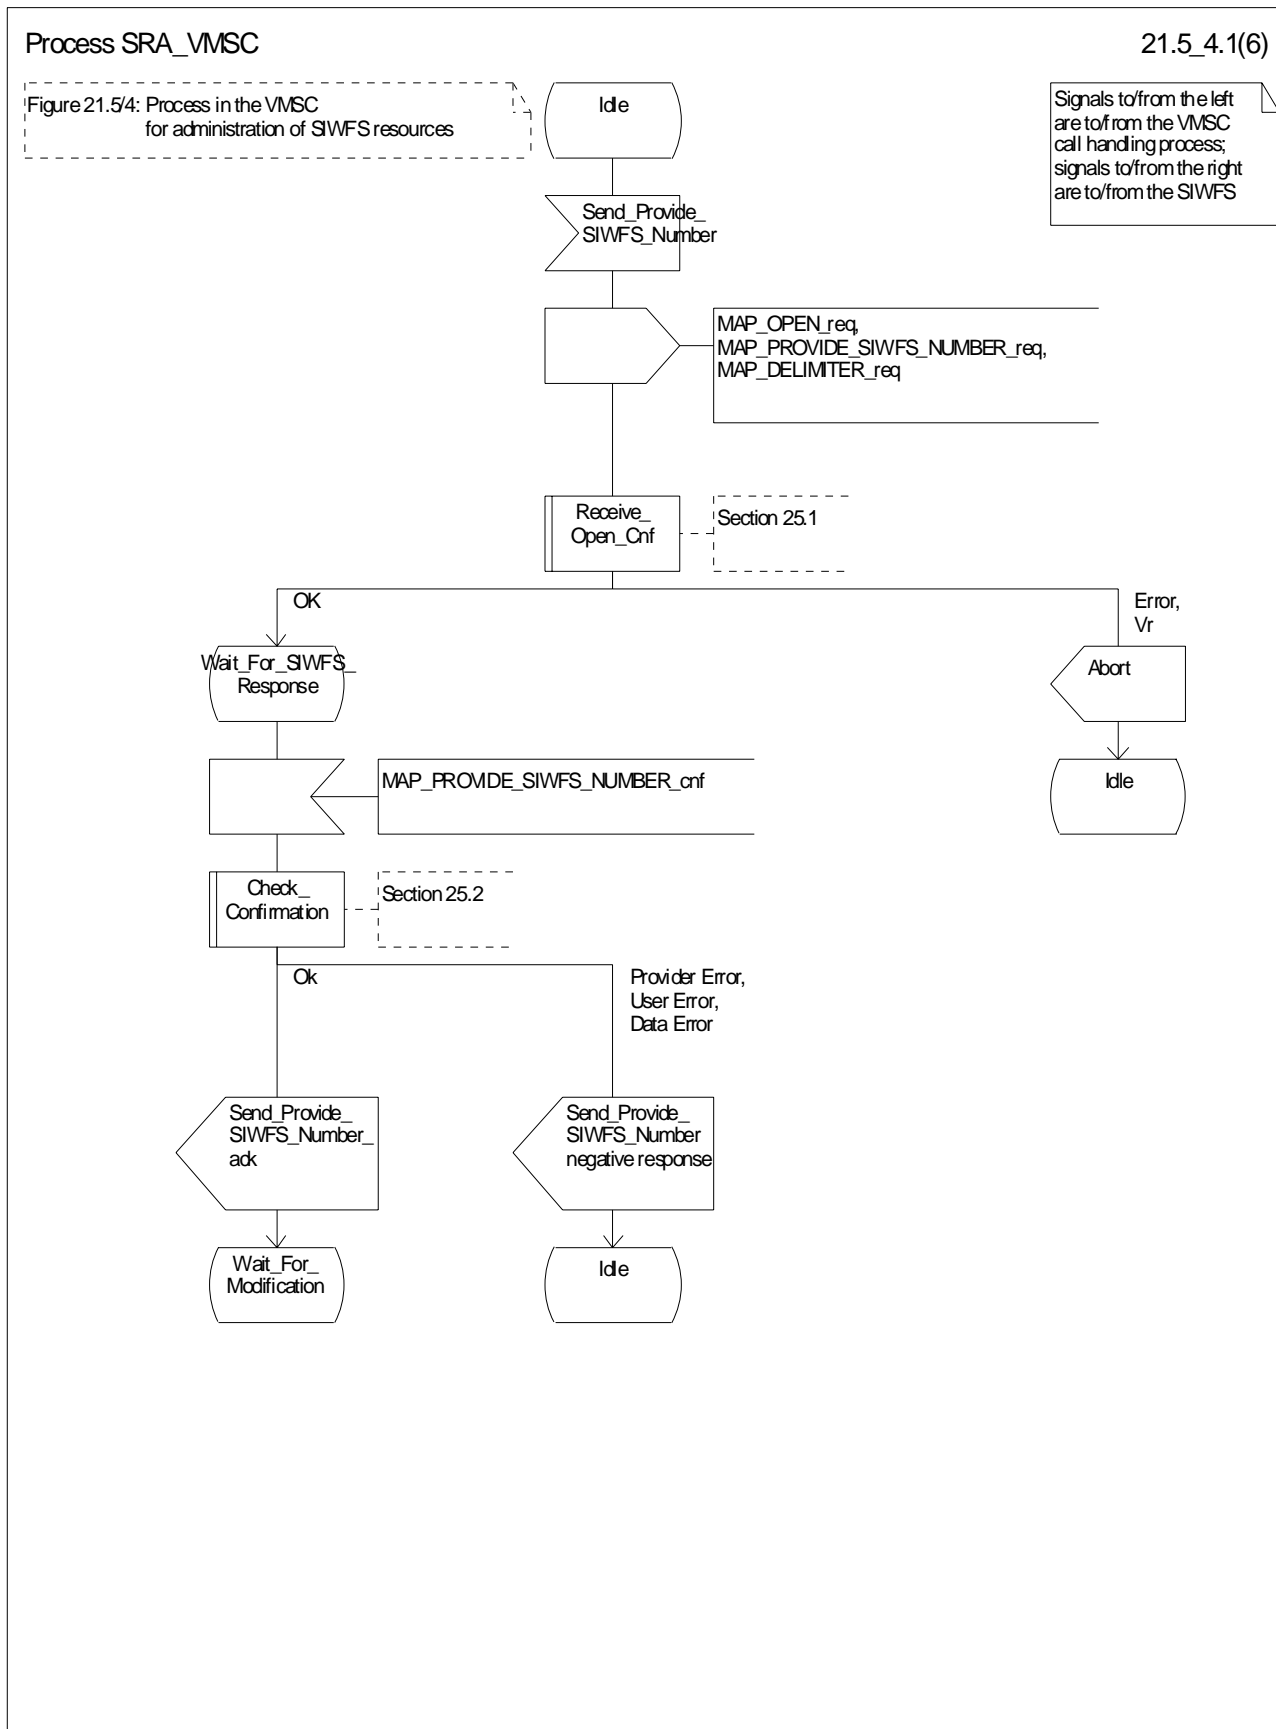 Process SRA_VMSC
21.5_4.1(6)
Figure 21.5/4: Process in the VMSC
for administration of SIWFS resources
Idle
Signals to/from the left
are to/from the VMSC
call handling process;
signals to/from the right
are to/from the SIWFS
Send_Provide_
SIWFS_Number
MAP_OPEN_req,
MAP_PROVIDE_SIWFS_NUMBER_req,
MAP_DELIMITER_req
Receive_
Open_Cnf
Section 25.1
OK
Error,
Vr
Wait_For_SIWFS_
Response
Abort
MAP_PROVIDE_SIWFS_NUMBER_cnf
Idle
Check_
Confirmation
Section 25.2
Ok
Provider Error,
User Error,
Data Error
Send_Provide_
SIWFS_Number_
ack
Send_Provide_
SIWFS_Number
negative response
Wait_For_
Modification
Idle